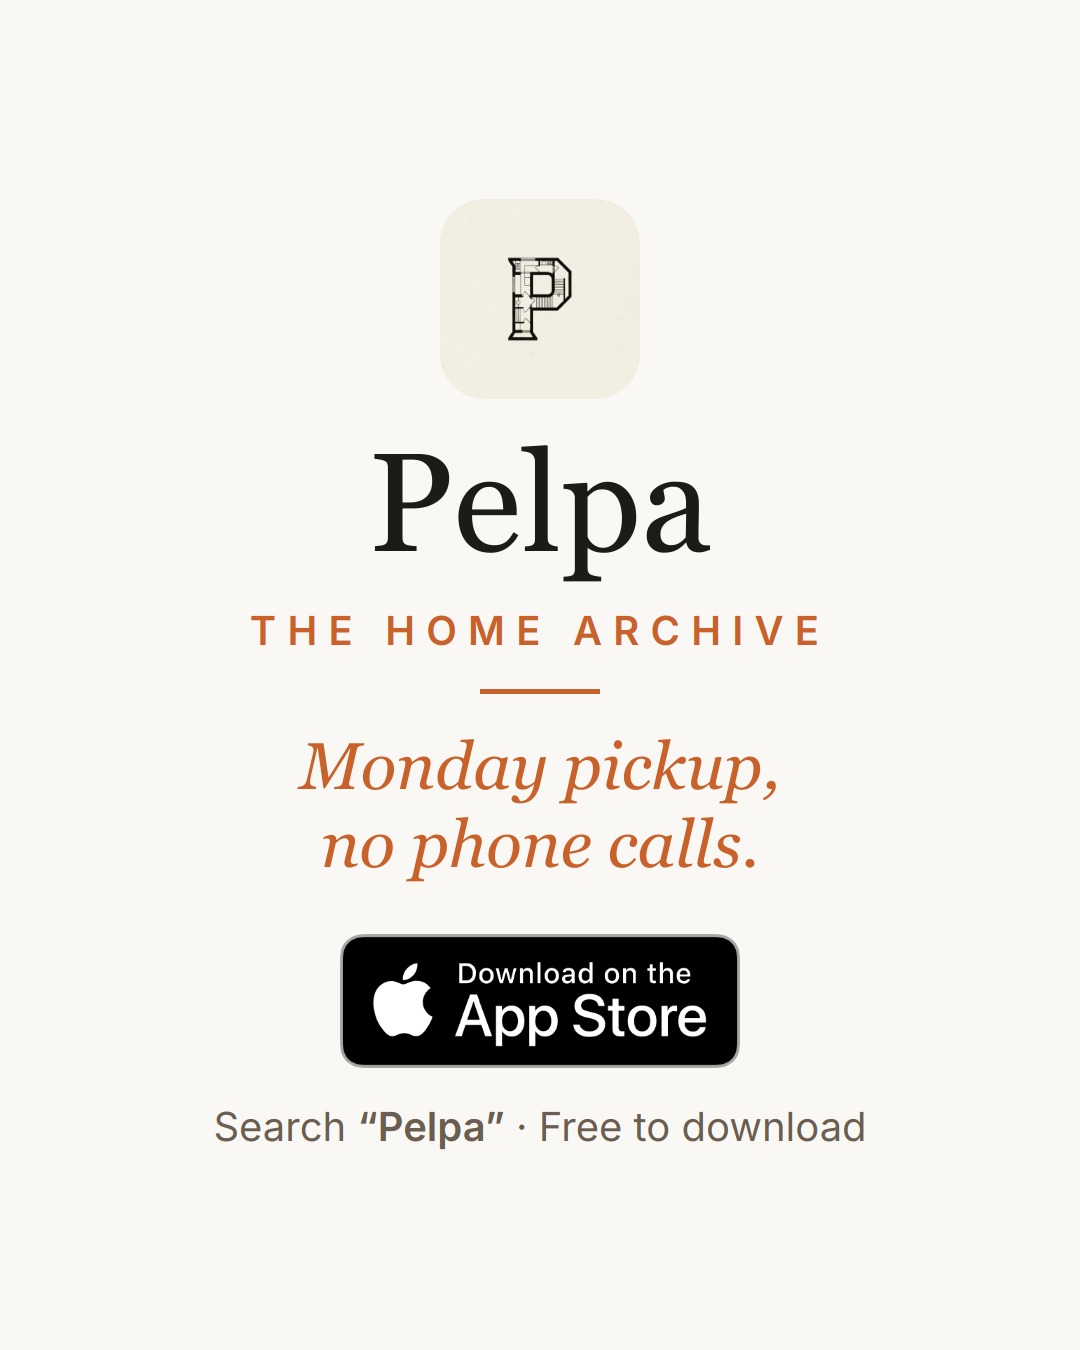 P
Pelpa
THE HOME ARCHIVE
Monday pickup,
no phone calls.
Download on the
App Store
Search “Pelpa” · Free to download